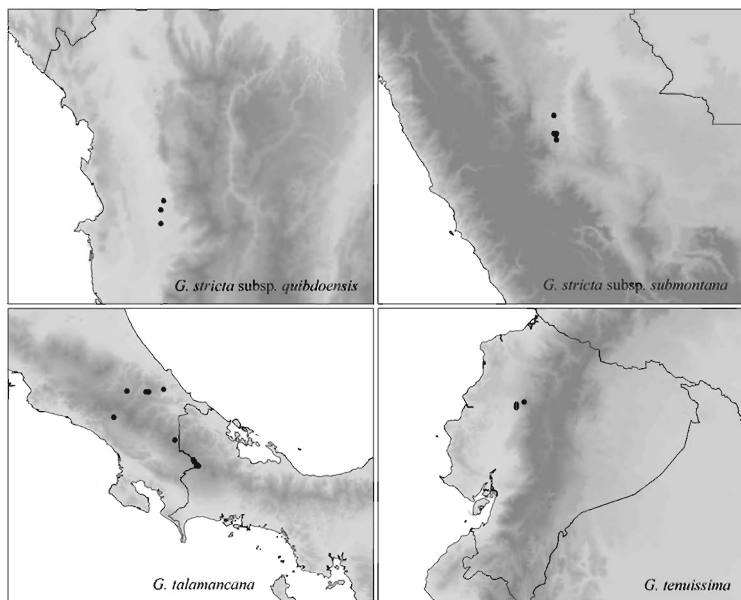 G. stricta subsp. quibdoensis
G. stricta subsp. submontana
G. talamancana
G. tenuissima